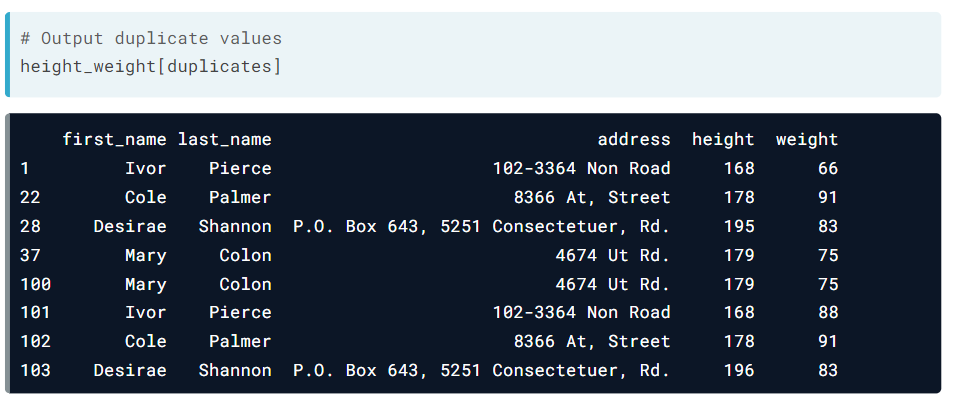 # Output duplicate values
height_weight[duplicates]
first_name last_name address height weight
1 Ivor Pierce 102-3364 Non Road 168 66
22 Cole Palmer 8366 At, Street 178 91
28 Desirae Shannon P.O. Box 643, 5251 Consectetuer, Rd. 195 83
37 Mary Colon 4674 Ut Rd. 179 75
100 Mary Colon 4674 Ut Rd. 179 75
101 Ivor Pierce 102-3364 Non Road 168 88
102 Cole Palmer 8366 At, Street 178 91
103 Desirae Shannon P.O. Box 643, 5251 Consectetuer, Rd. 196 83